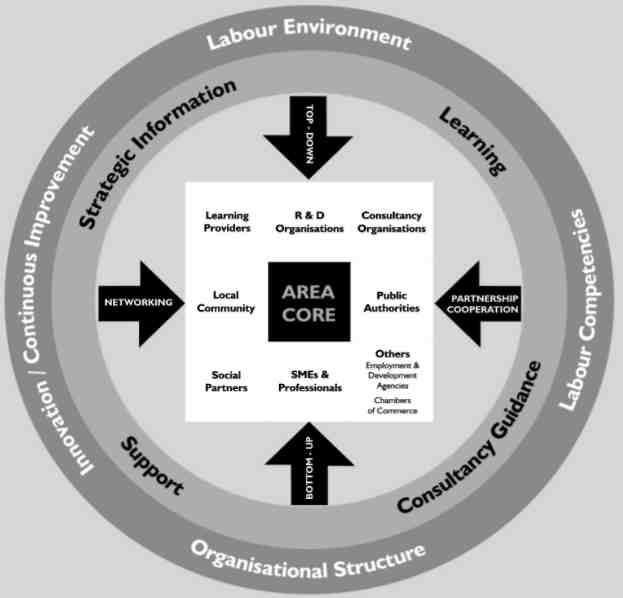 Labour Environment
Strategic Information
Learning
Innovation / Continuous Improvement
Labour Competencies
TOP - DOWN
Learning
Providers
R & D
Organisations
Consultancy
Organisations
NETWORKING
Local
Community
AREA
CORE
Public
Authorities
PARTNERSHIP
COOPERATION
Social
Partners
SMEs &
Professionals
Others
Employment &
Development
Agencies
Chambers
of Commerce
BOTTOM - UP
Support
Consultancy Guidance
Organisational Structure